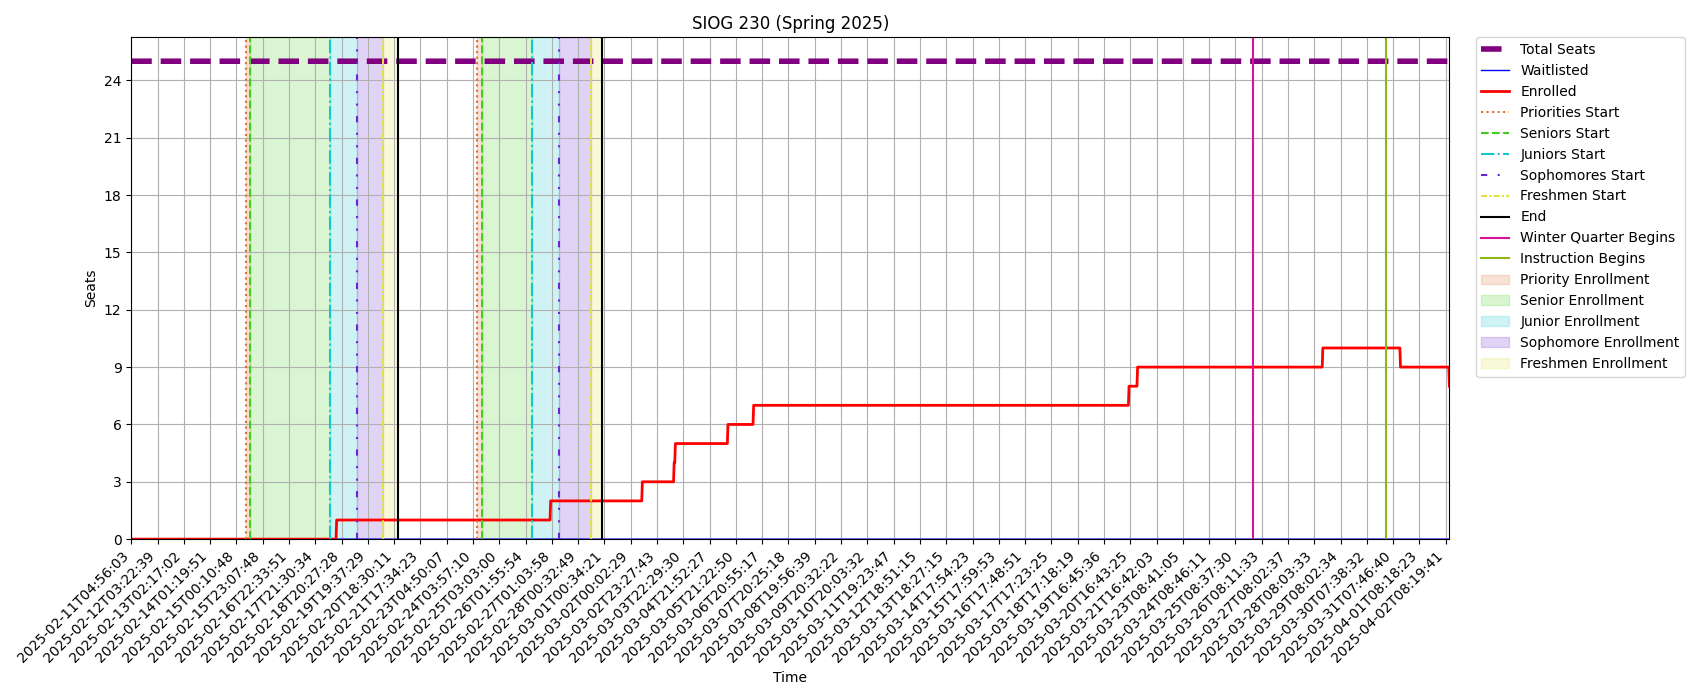 SIOG 230 (Spring 2025)
Seats
24
21
18
15
12
9
6
3
0
2025-02-11T04:56:03
2025-02-12T03:22:39
2025-02-13T02:17:02
2025-02-14T01:19:51
2025-02-15T00:10:48
2025-02-15T23:07:48
2025-02-16T22:33:51
2025-02-17T21:30:34
2025-02-18T20:27:28
2025-02-19T19:37:29
2025-02-20T18:30:11
2025-02-21T17:34:23
2025-02-23T04:50:07
2025-02-24T03:57:10
2025-02-25T03:03:00
2025-02-26T01:55:54
2025-02-27T01:03:58
2025-02-28T00:32:49
2025-03-01T00:34:21
2025-03-02T00:02:29
2025-03-02T23:27:43
2025-03-03T22:29:30
2025-03-04T21:52:27
2025-03-05T21:22:50
2025-03-06T20:55:17
2025-03-07T20:25:18
2025-03-08T19:56:39
2025-03-09T20:32:22
2025-03-10T20:03:32
2025-03-11T19:23:47
2025-03-12T18:51:15
2025-03-13T18:27:15
2025-03-14T17:54:23
2025-03-15T17:59:53
2025-03-16T17:48:51
2025-03-17T17:23:25
2025-03-18T17:18:19
2025-03-19T16:45:36
2025-03-20T16:43:25
2025-03-21T16:42:03
2025-03-23T08:41:05
2025-03-24T08:46:11
2025-03-25T08:37:30
2025-03-26T08:11:33
2025-03-27T08:02:37
2025-03-28T08:03:33
2025-03-29T08:02:34
2025-03-30T07:38:32
2025-03-31T07:46:40
2025-04-01T08:18:23
2025-04-02T08:19:41
Time
Total Seats
Waitlisted
Enrolled
Priorities Start
Seniors Start
Juniors Start
Sophomores Start
Freshmen Start
End
Winter Quarter Begins
Instruction Begins
Priority Enrollment
Senior Enrollment
Junior Enrollment
Sophomore Enrollment
Freshmen Enrollment